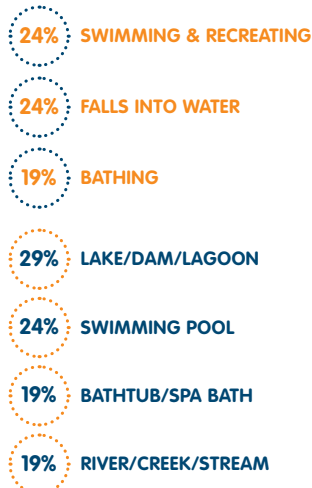 24% SWIMMING & RECREATING
24% FALLS INTO WATER
19% BATHING
29% LAKE/DAM/LAGOON
24% SWIMMING POOL
19% BATHTUB/SPA BATH
19% RIVER/CREEK/STREAM